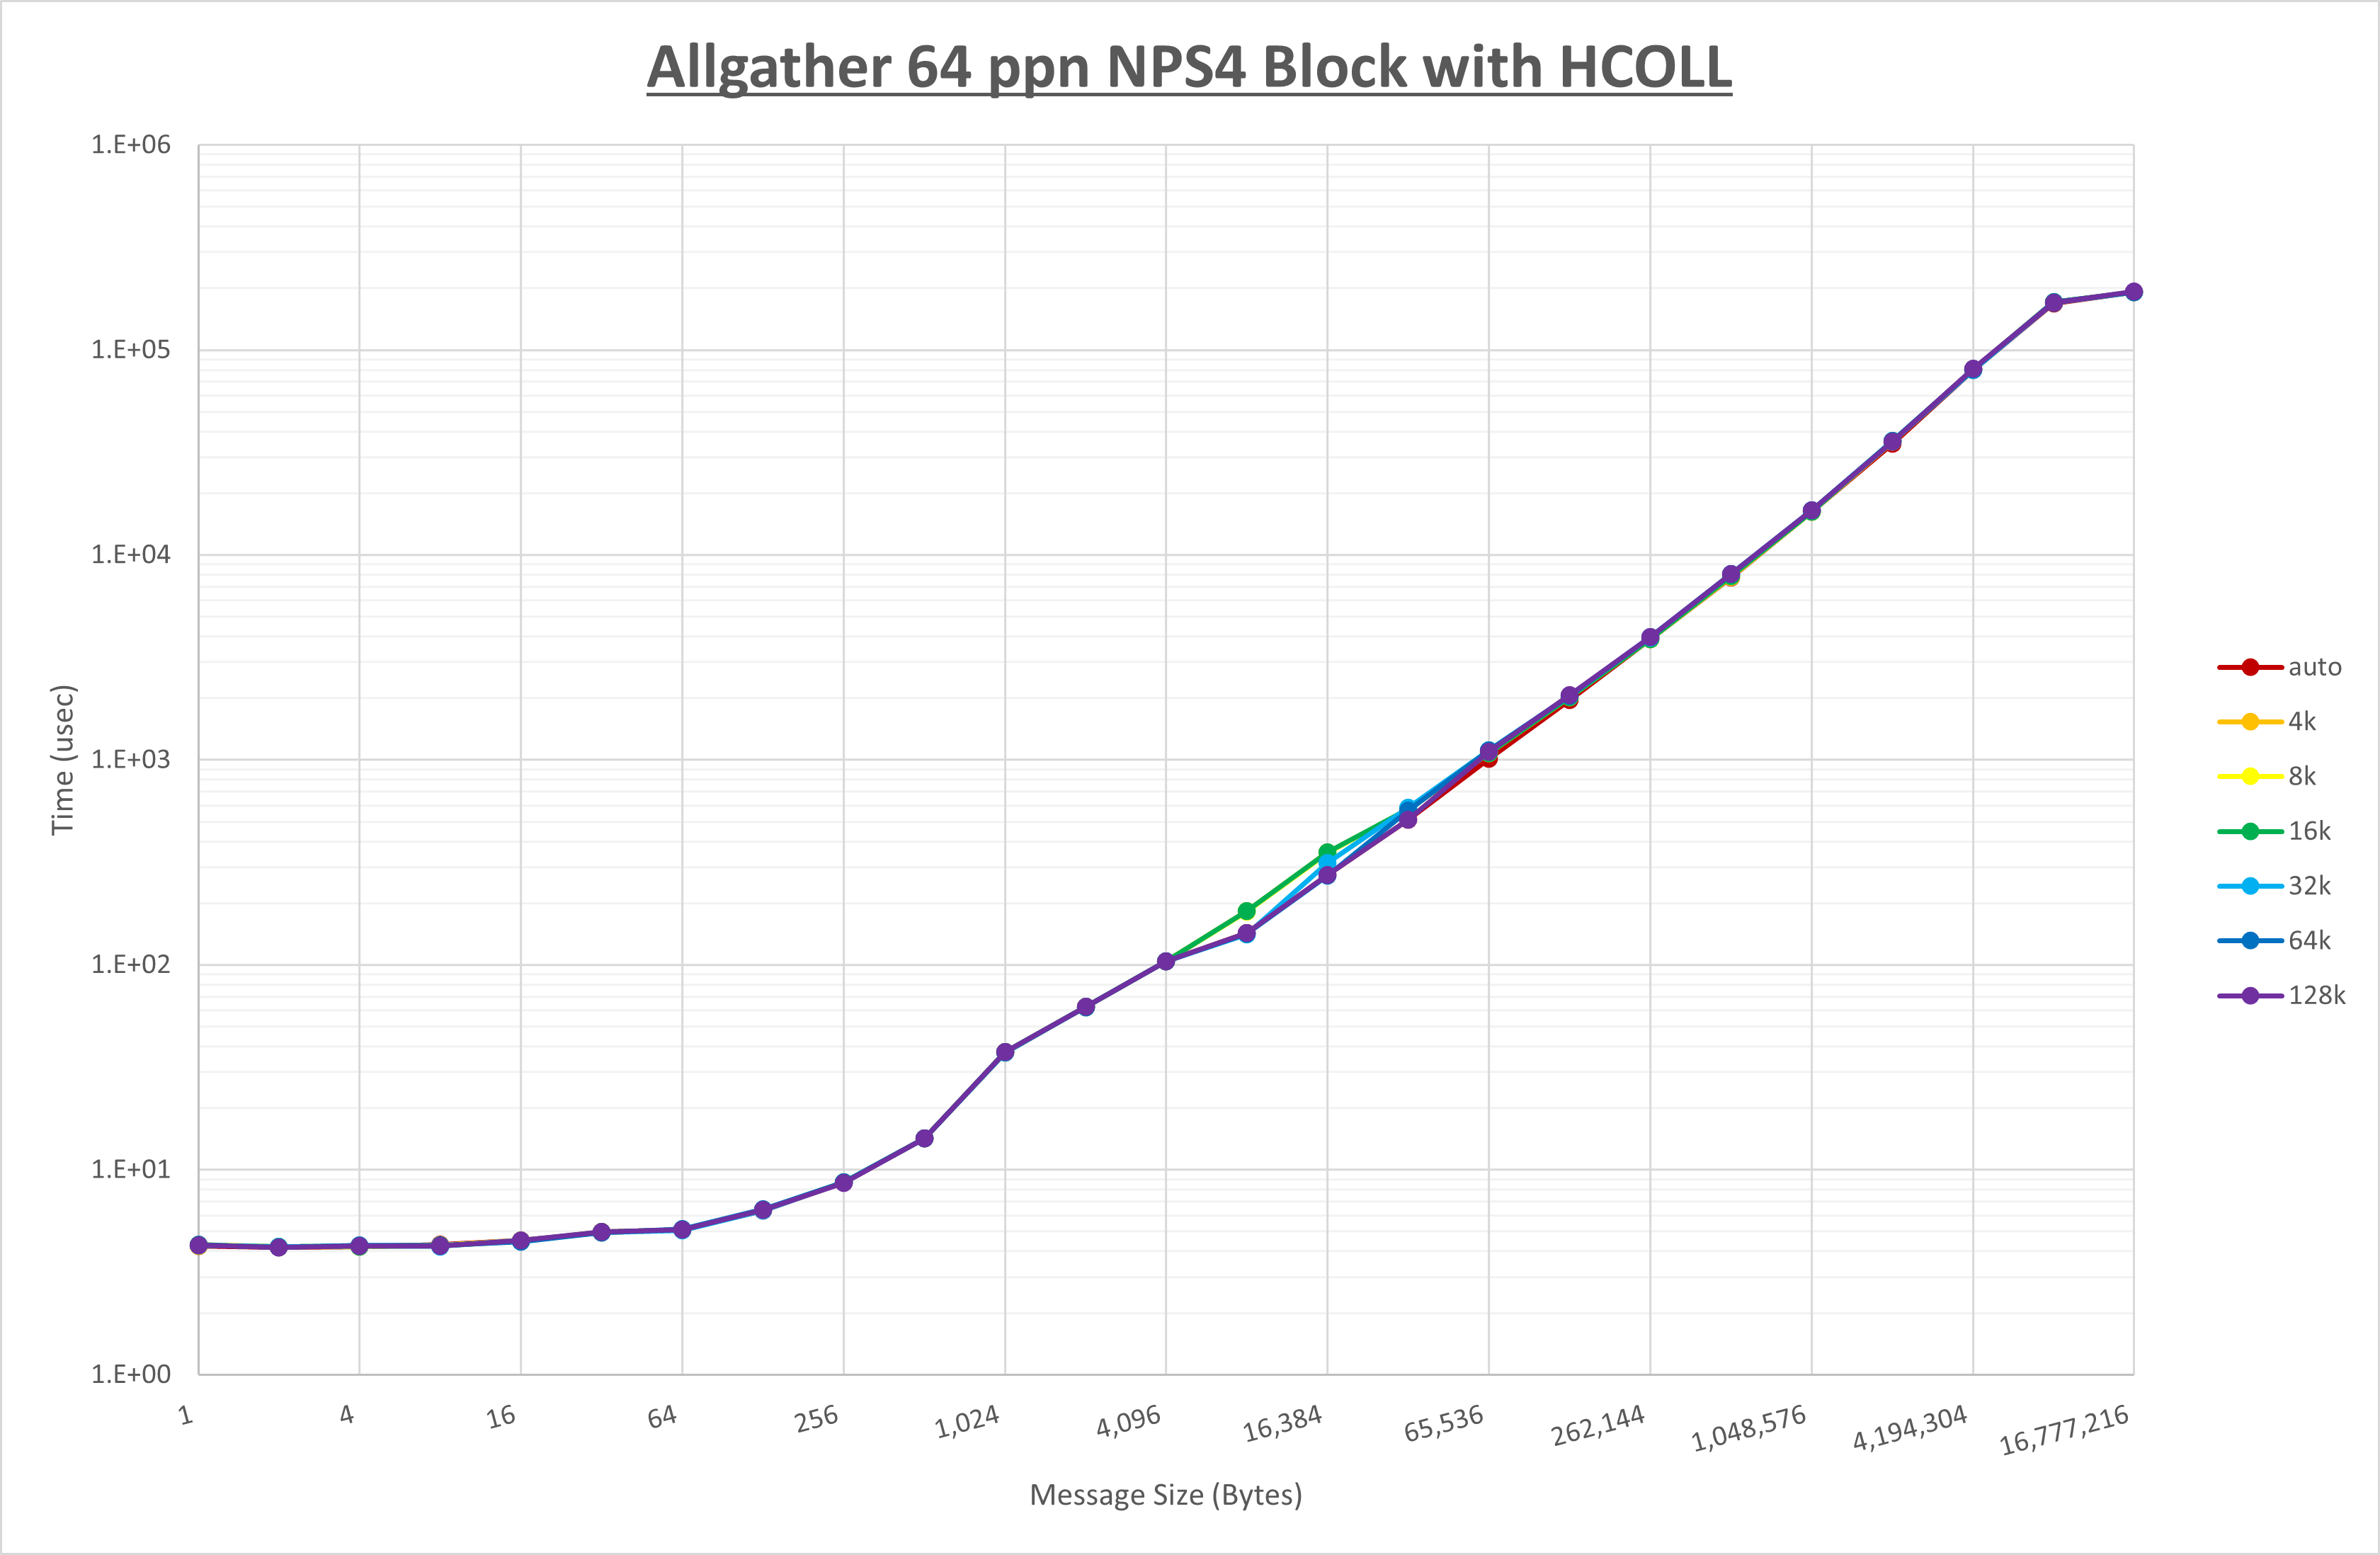 Allgather 64 ppn NPS4 Block with HCOLL
1.E+06
1.E+05
1.E+04
1.E+03
1.E+02
1.E+01
1.E+00
Time (usec)
1
4
16
64
256
1,024
4,096
16,384
65,536
262,144
1,048,576
4,194,304
16,777,216
Message Size (Bytes)
auto
4k
8k
16k
32k
64k
128k